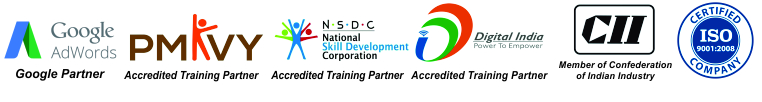 Google
AdWords
Google Partner
PMKVY
Accredited Training Partner
N·S·D·C
National
Skill Development
Corporation
Accredited Training Partner
Digital India
Power To Empower
Accredited Training Partner
CII
Member of Confederation
of Indian Industry
CERTIFIED
ISO
9001:2008
COMPANY